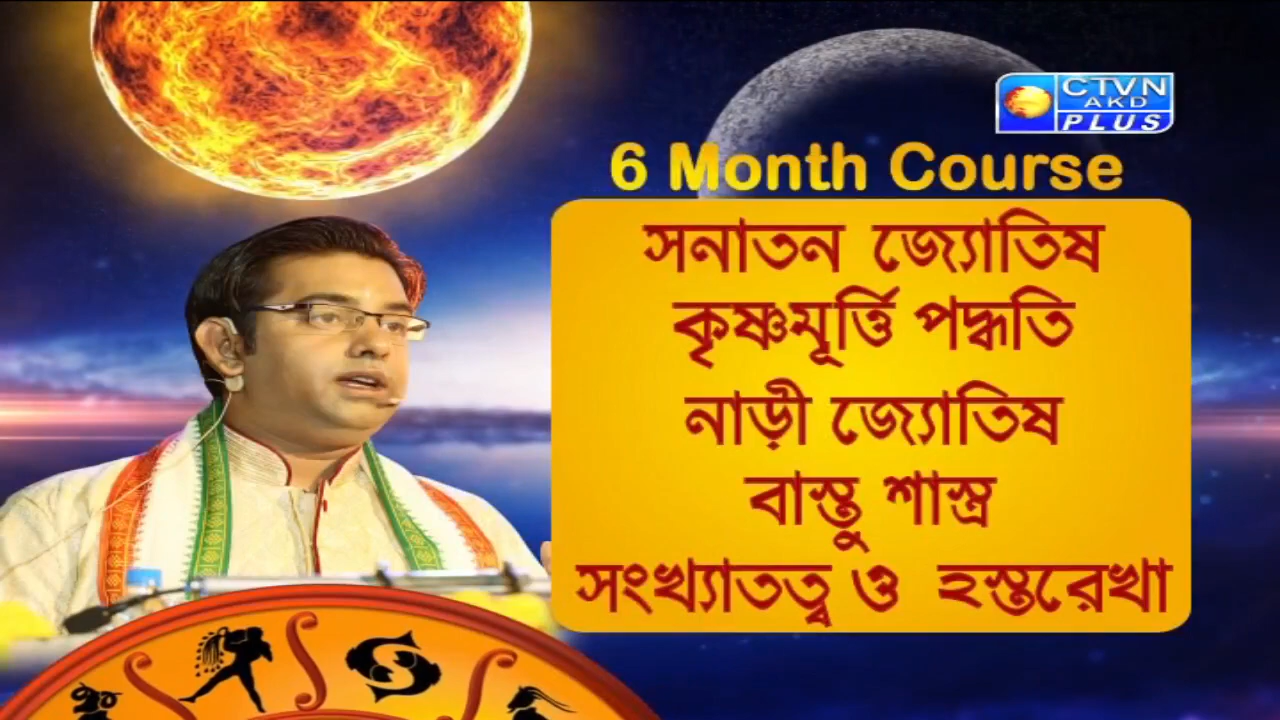 CTVN
AKD
PLUS
6 Month Course
সনাতন জ্যোতিষ
কৃষ্ণমূর্ত্তি পদ্ধতি
নাড়ী জ্যোতিষ
বাস্তু শাস্ত্র
সংখ্যাতত্ব ও হস্তরেখা